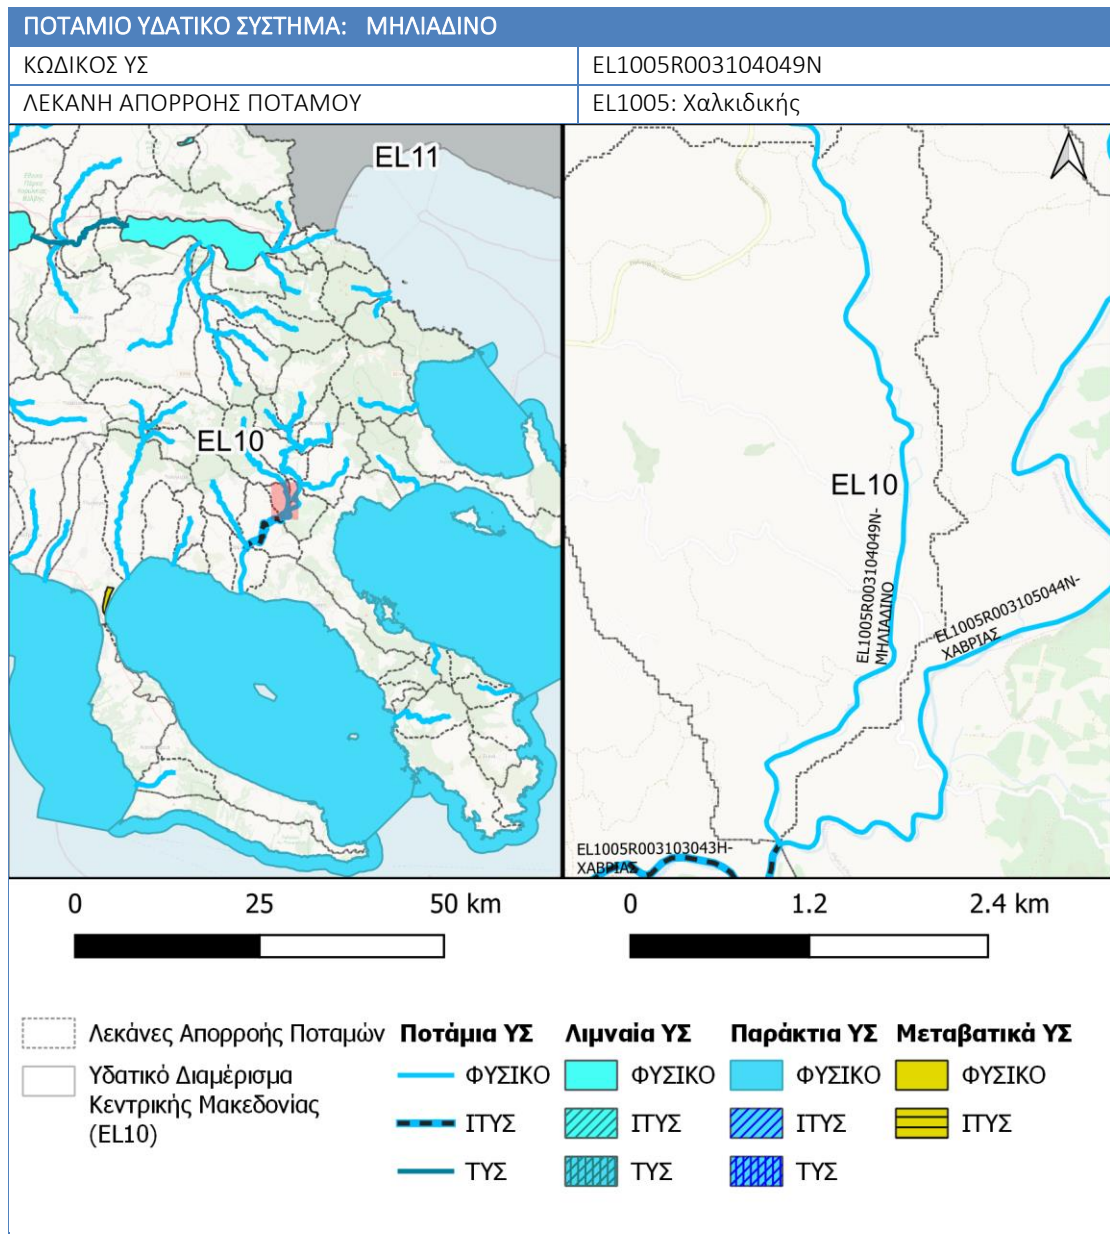 ΠΟΤΑΜΙΟ ΥΔΑΤΙΚΟ ΣΥΣΤΗΜΑ: ΜΗΛΙΑΔΙΝΟ
ΚΩΔΙΚΟΣ ΥΣ EL1005R003104049N
ΛΕΚΑΝΗ ΑΠΟΡΡΟΗΣ ΠΟΤΑΜΟΥ EL1005: Χαλκιδικής
EL11
EL10
EL10
EL1005R003104049N-
ΜΗΛΙΑΔΙΝΟ
EL1005R003105044N-
ΧΑΒΡΙΑΣ
EL1005R003103043H-
ΧΑΒΡΙΑΣ
0 25 50 km
0 1.2 2.4 km
Λεκάνες Απορροής Ποταμών
Υδατικό Διαμέρισμα
Κεντρικής Μακεδονίας
(EL10)
Ποτάμια ΥΣ
ΦΥΣΙΚΟ
ΙΤΥΣ
ΤΥΣ
Λιμναία ΥΣ
ΦΥΣΙΚΟ
ΙΤΥΣ
ΤΥΣ
Παράκτια ΥΣ
ΦΥΣΙΚΟ
ΙΤΥΣ
ΤΥΣ
Μεταβατικά ΥΣ
ΦΥΣΙΚΟ
ΙΤΥΣ